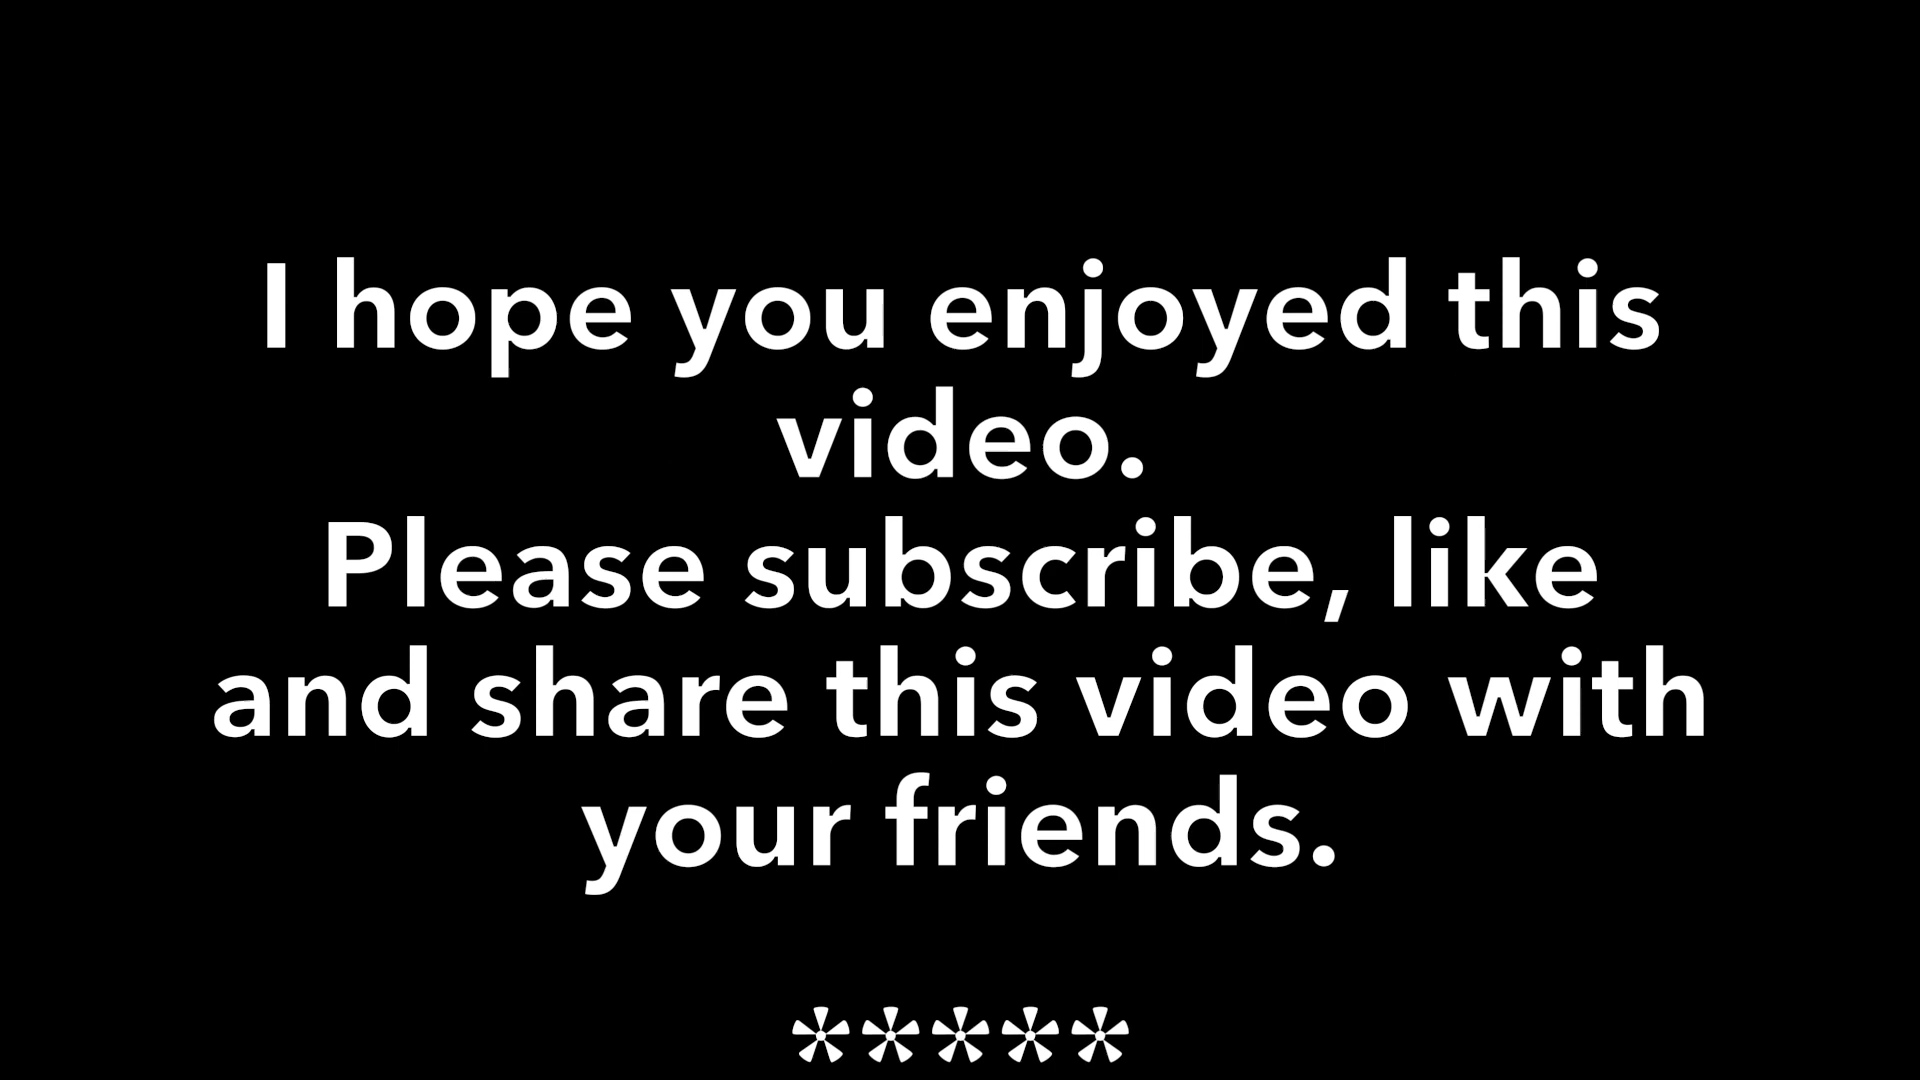 I hope you enjoyed this
video.
Please subscribe, like
and share this video with
your friends.
*****